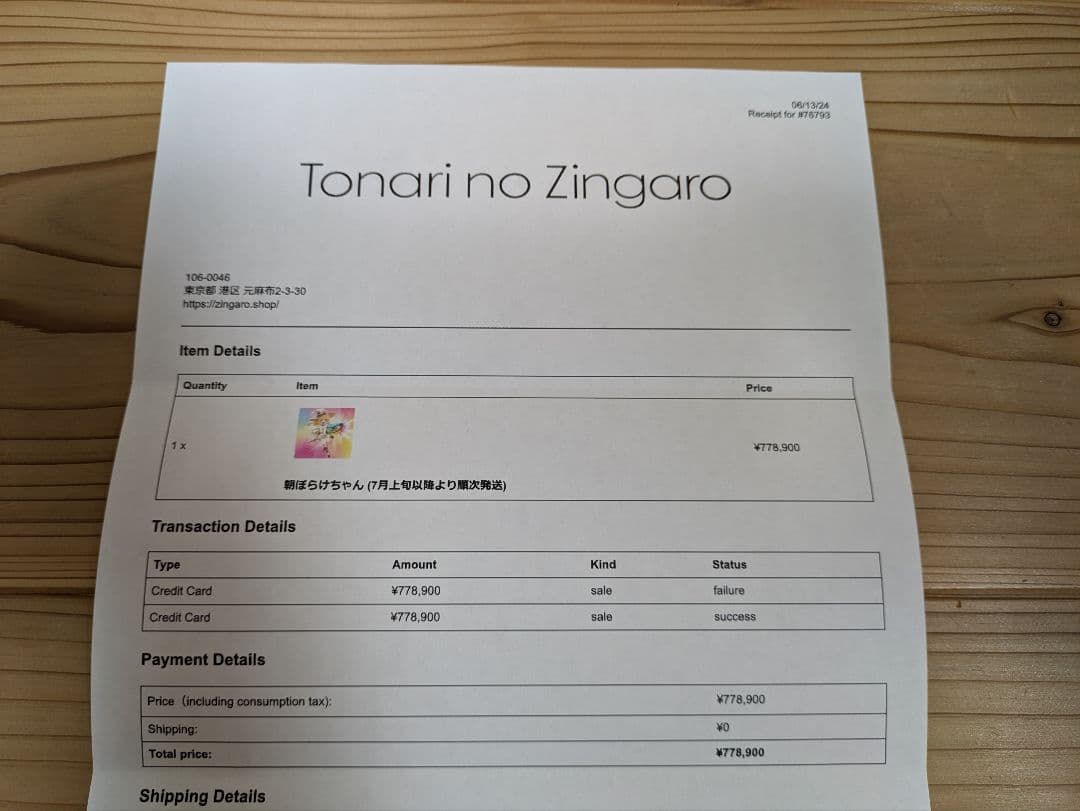 06/13/24
Receipt for #76793
Tonari no Zingaro
106-0046
東京都 港区 元麻布2-3-30
https://zingaro.shop/
Item Details
Quantity Item Price
1 x ¥778,900
朝ぼらけちゃん (7月上旬以降より順次発送)
Transaction Details
Type Amount Kind Status
Credit Card ¥778,900 sale failure
Credit Card ¥778,900 sale success
Payment Details
Price（including consumption tax): ¥778,900
Shipping: ¥0
Total price: ¥778,900
Shipping Details